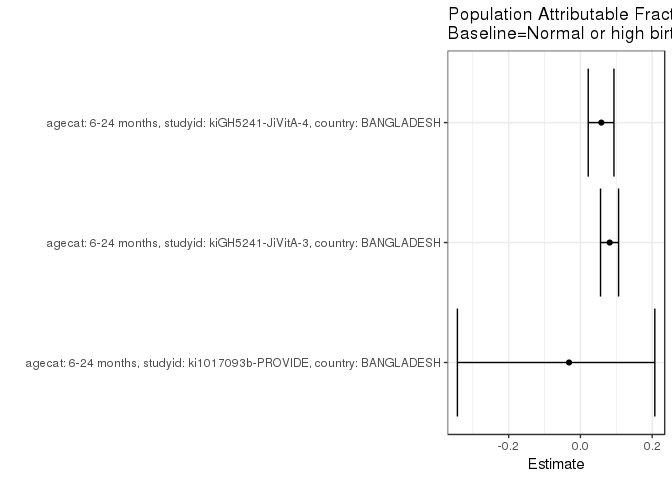 Population Attributable
Baseline=Normal or high
agecat: 6-24 months, studyid: kiGH5241-JiVitA-4, country: BANGLADESH
agecat: 6-24 months, studyid: kiGH5241-JiVitA-3, country: BANGLADESH
agecat: 6-24 months, studyid: ki1017093b-PROVIDE, country: BANGLADESH
-0.2 0.0 0.2
Estimate